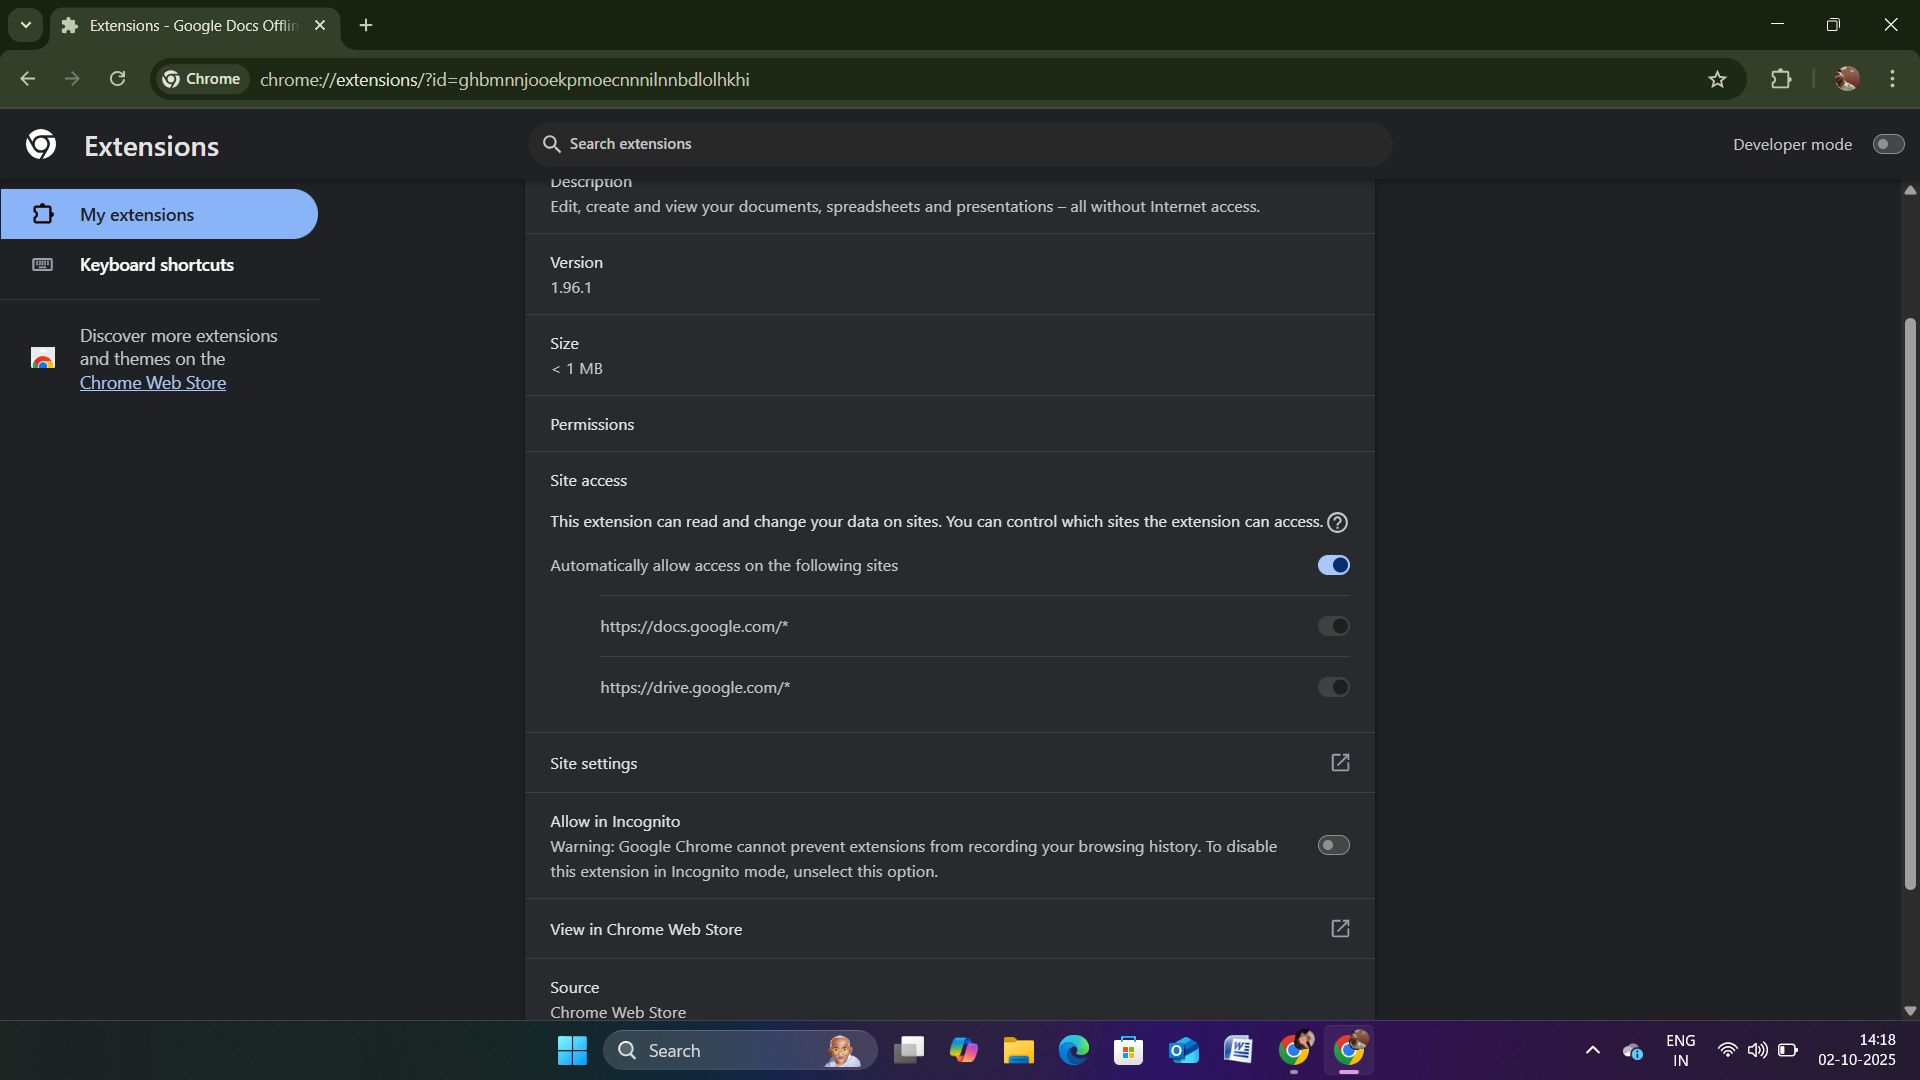 Extensions - Google Docs Offlin
Chrome
chrome://extensions/?id=ghbmnnjooekpmoecnnnilnnbdlolhkhi
Extensions
Search extensions
Developer mode
My extensions
Keyboard shortcuts
Discover more extensions
and themes on the
Chrome Web Store
Description
Edit, create and view your documents, spreadsheets and presentations – all without Internet access.
Version
1.96.1
Size
< 1 MB
Permissions
Site access
This extension can read and change your data on sites. You can control which sites the extension can access.
Automatically allow access on the following sites
https://docs.google.com/*
https://drive.google.com/*
Site settings
Allow in Incognito
Warning: Google Chrome cannot prevent extensions from recording your browsing history. To disable
this extension in Incognito mode, unselect this option.
View in Chrome Web Store
Source
Chrome Web Store
Search
ENG
IN
14:18
02-10-2025